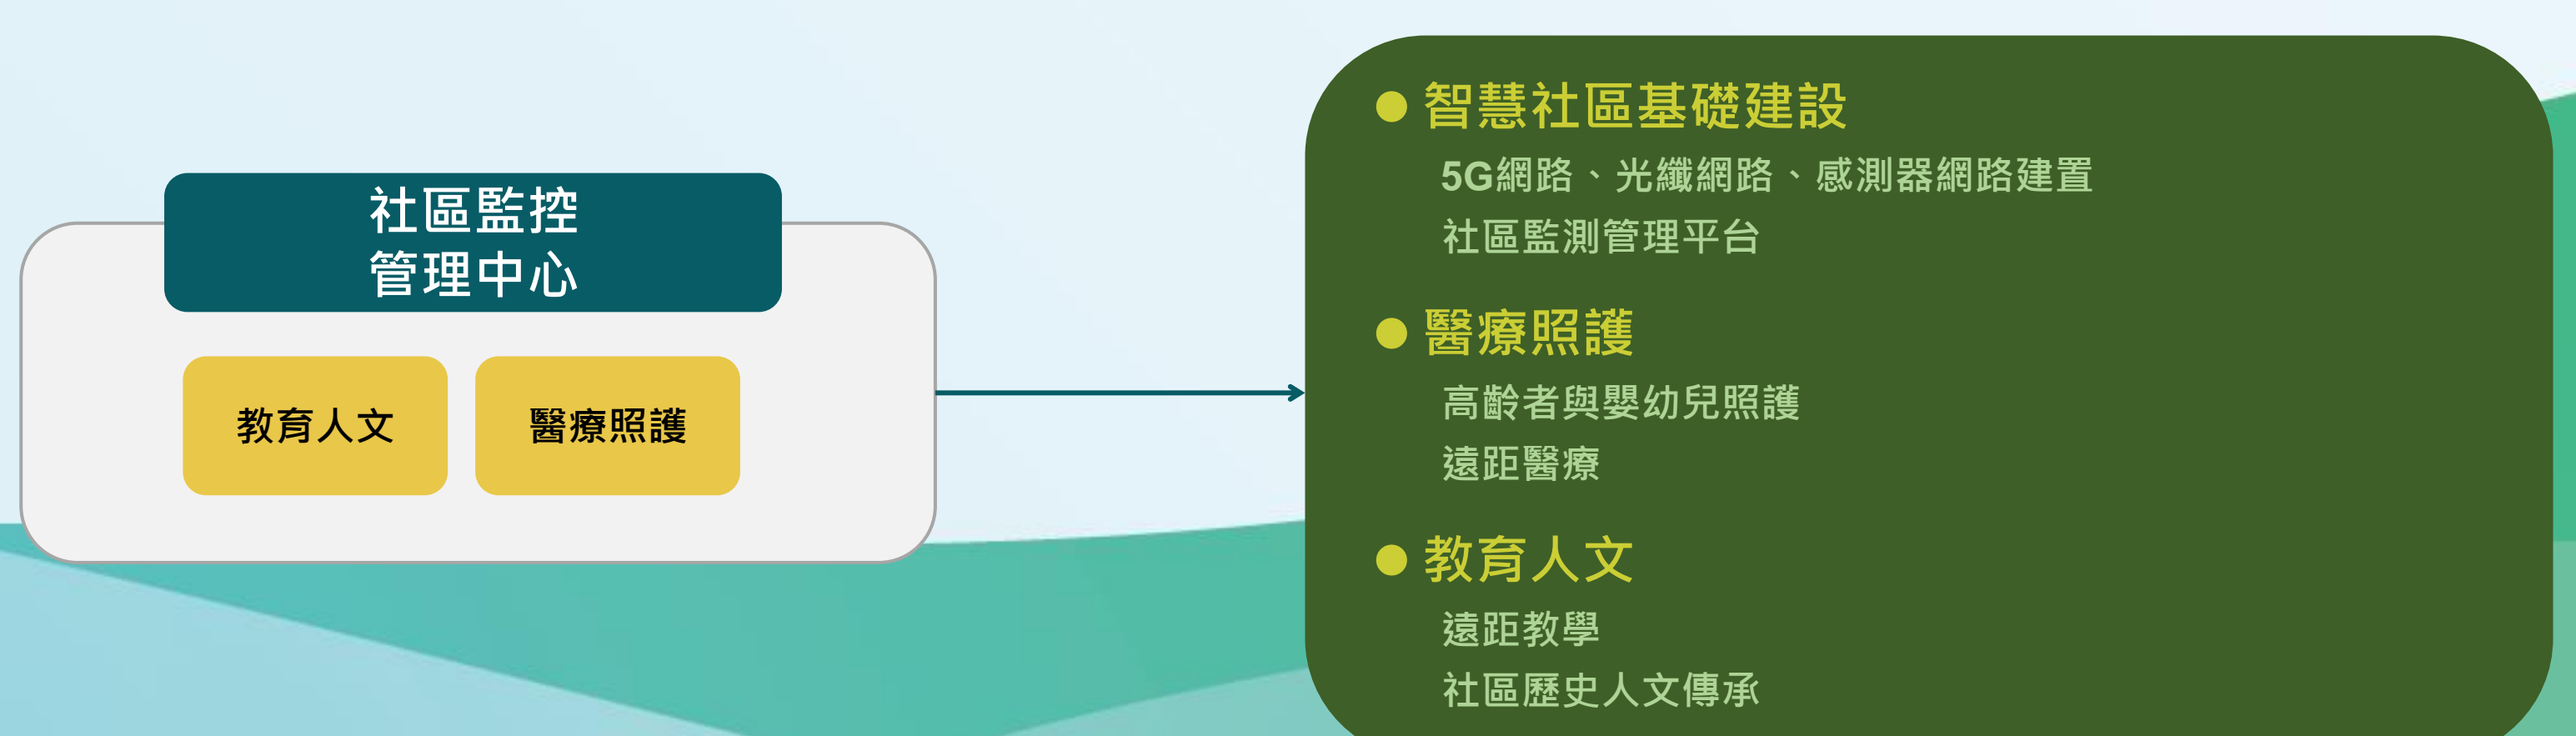 社區監控
管理中心
教育人文
醫療照護
智慧社區基礎建設
5G網路、光纖網路、感測器網路建置
社區監測管理平台
醫療照護
高齡者與嬰幼兒照護
遠距醫療
教育人文
遠距教學
社區歷史人文傳承